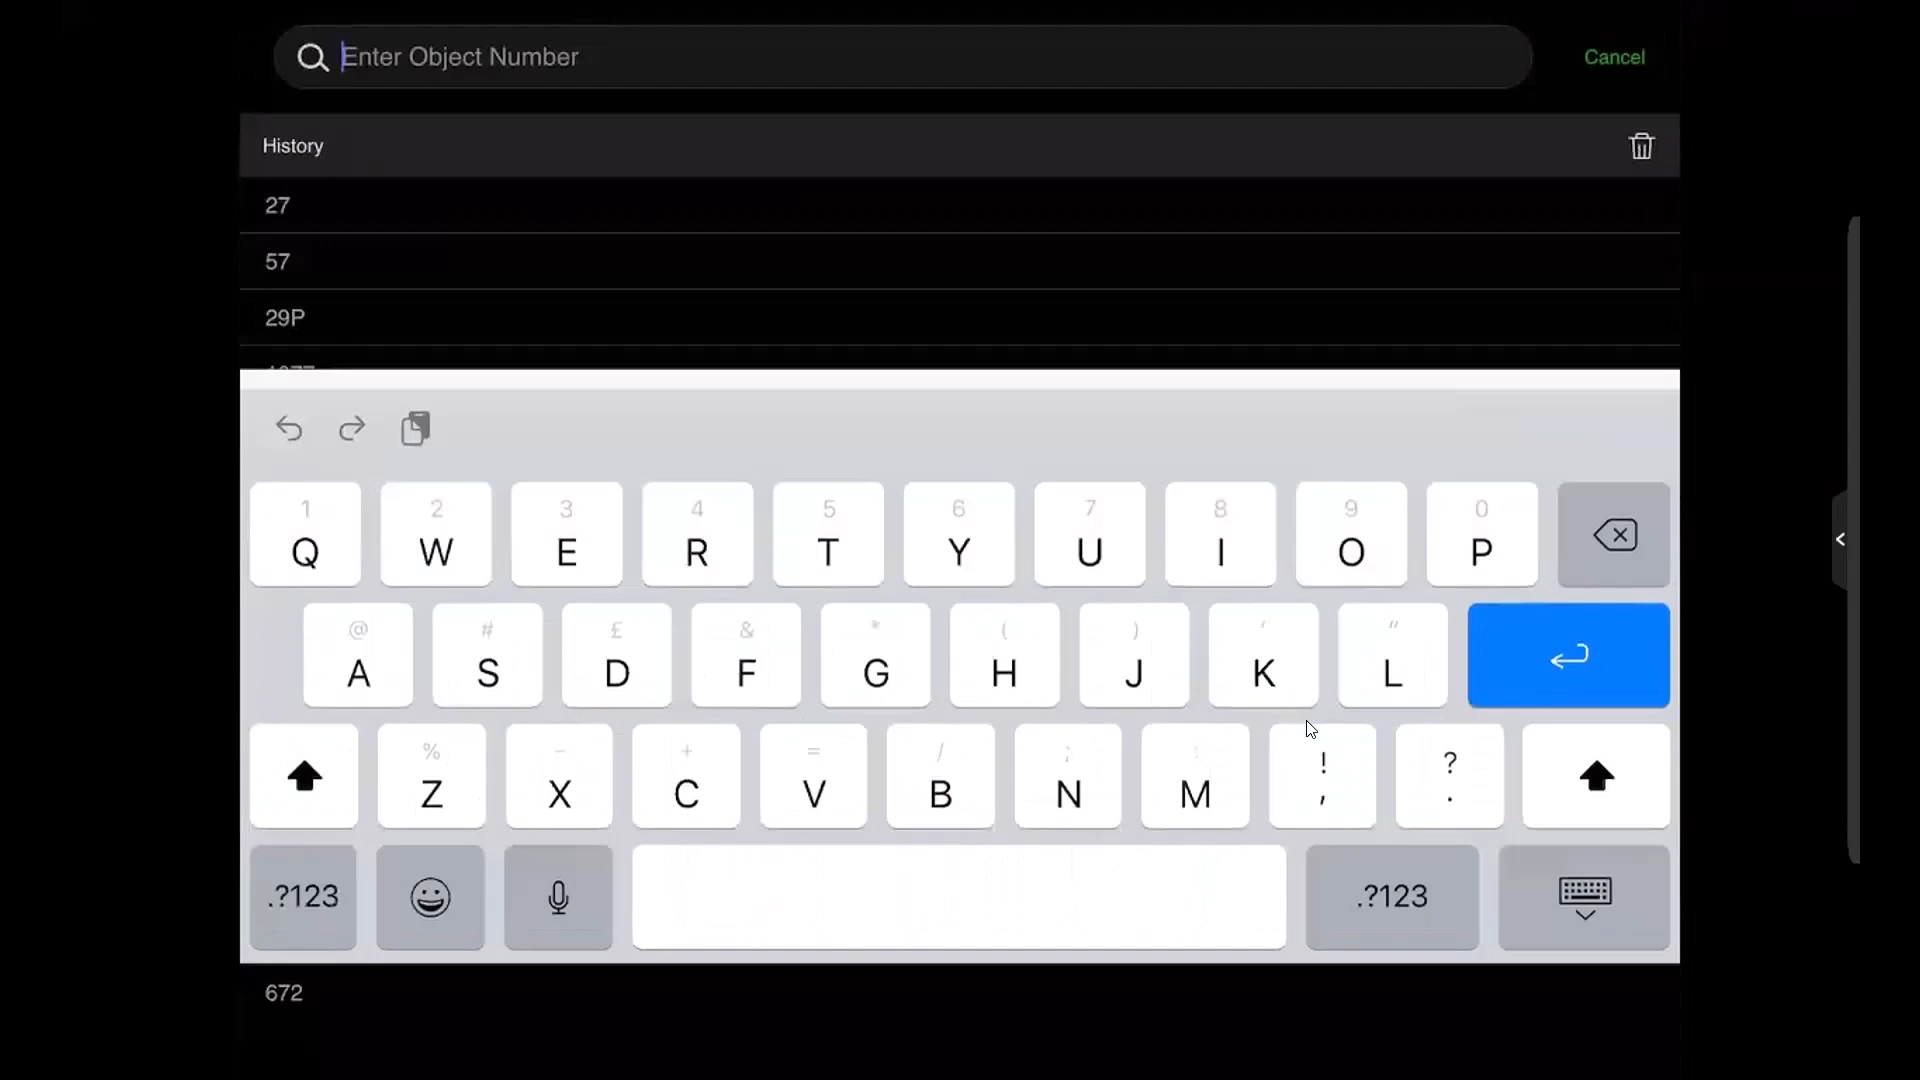 Enter Object Number
Cancel
History
27
57
29P
1 2 3 4 5 6 7 8 9 0
Q W E R T Y U I O P
@ # £ & * ( ) ' "
A S D F G H J K L
% - + = / ; : ! ?
Z X C V B N M , .
.?123 .?123
672